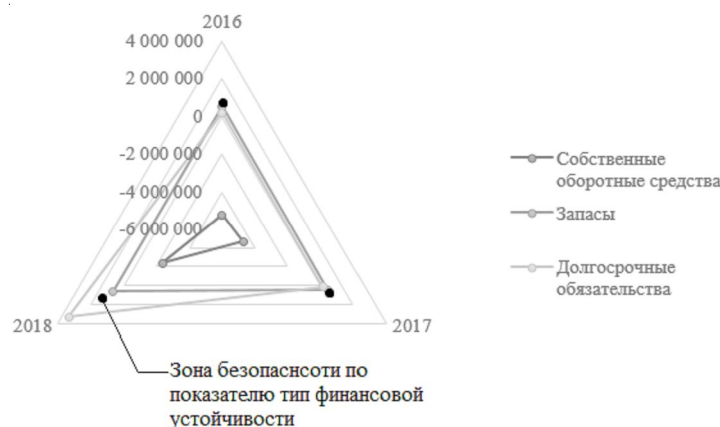 2016
4 000 000
2 000 000
0
-2 000 000
-4 000 000
-6 000 000
2018
2017
Собственные
оборотные средства
Запасы
Долгосрочные
обязательства
Зона безопаснсоти по
показателю тип финансовой
устойчивости